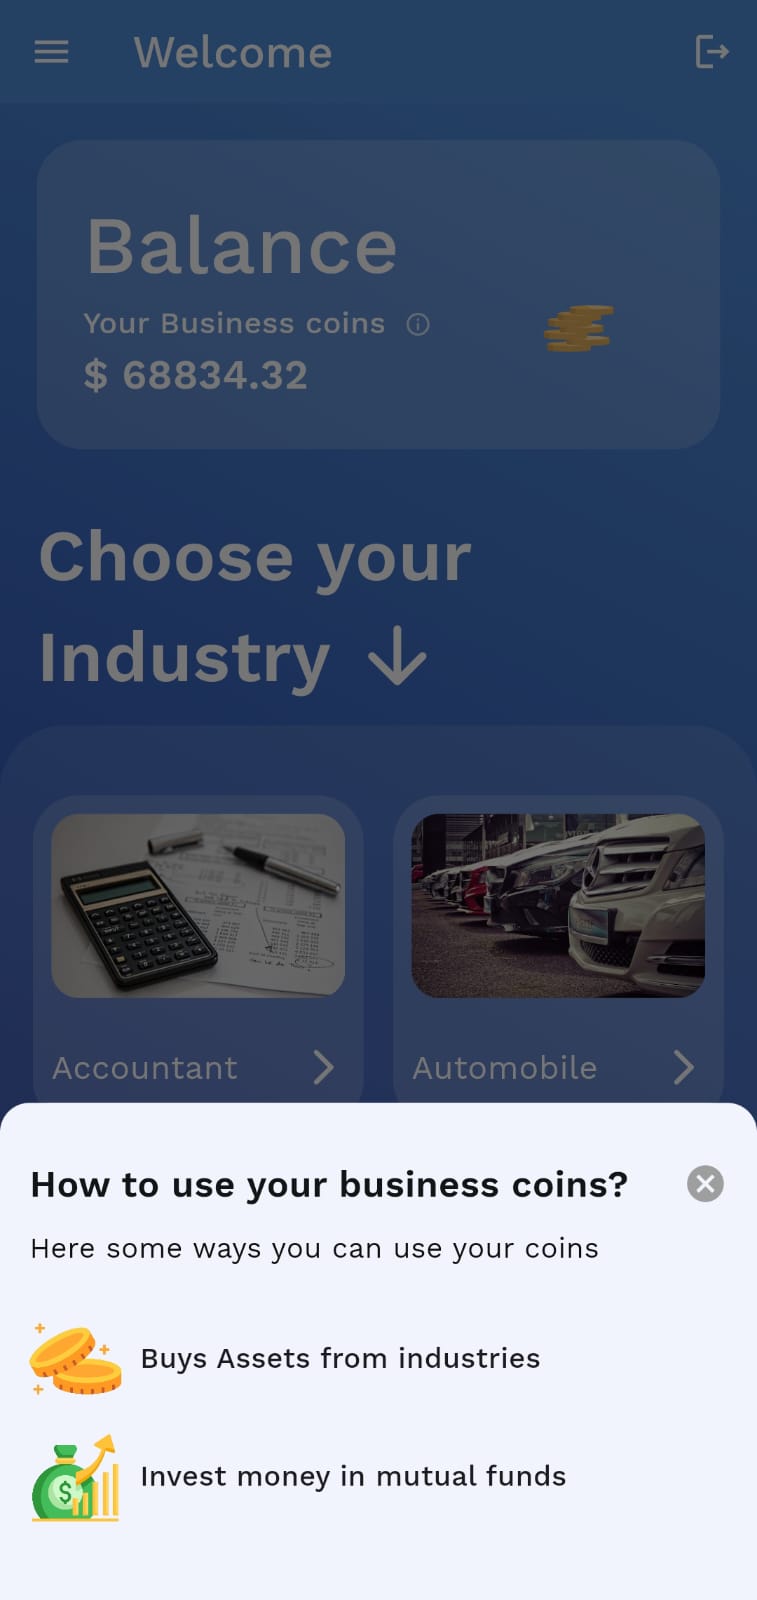 Welcome
Balance
Your Business coins
$ 68834.32
Choose your
Industry
Accountant
Automobile
How to use your business coins?
Here some ways you can use your coins
Buys Assets from industries
Invest money in mutual funds